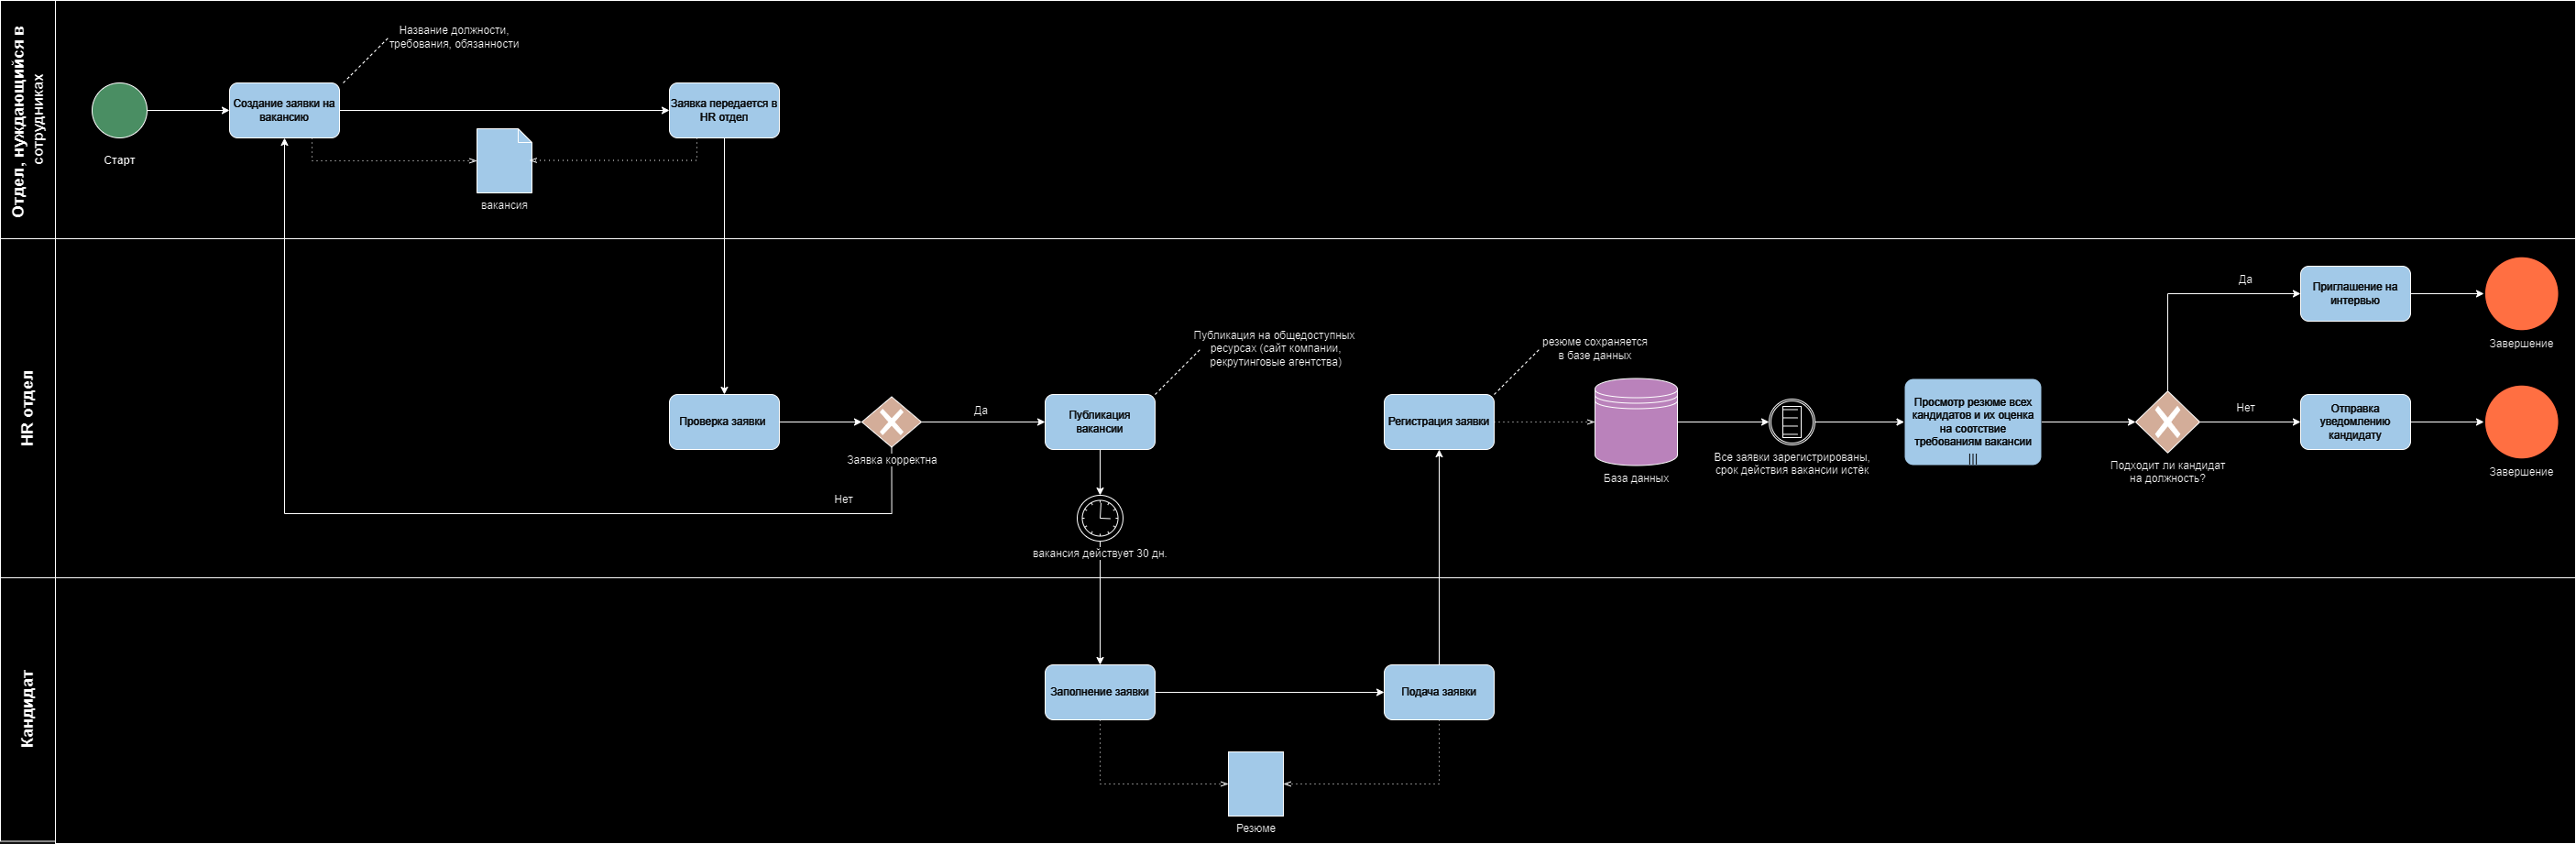 Отдел, нуждающийся в
сотрудниках
Название должности,
требования, обязанности
Создание заявки на
вакансию
Заявка передается в
HR отдел
Старт
вакансия
HR отдел
Проверка заявки
Заявка корректна
Да
Нет
Публикация
вакансии
Публикация на общедоступных
ресурсах (сайт компании,
рекрутинговые агентства)
вакансия действует 30 дн.
Регистрация заявки
резюме сохраняется
в базе данных
База данных
Все заявки зарегистрированы,
срок действия вакансии истёк
Просмотр резюме всех
кандидатов и их оценка
на соотствие
требованиям вакансии
Подходит ли кандидат
на должность?
Да
Приглашение на
интервью
Завершение
Нет
Отправка
уведомлению
кандидату
Завершение
Кандидат
Заполнение заявки
Подача заявки
Резюме